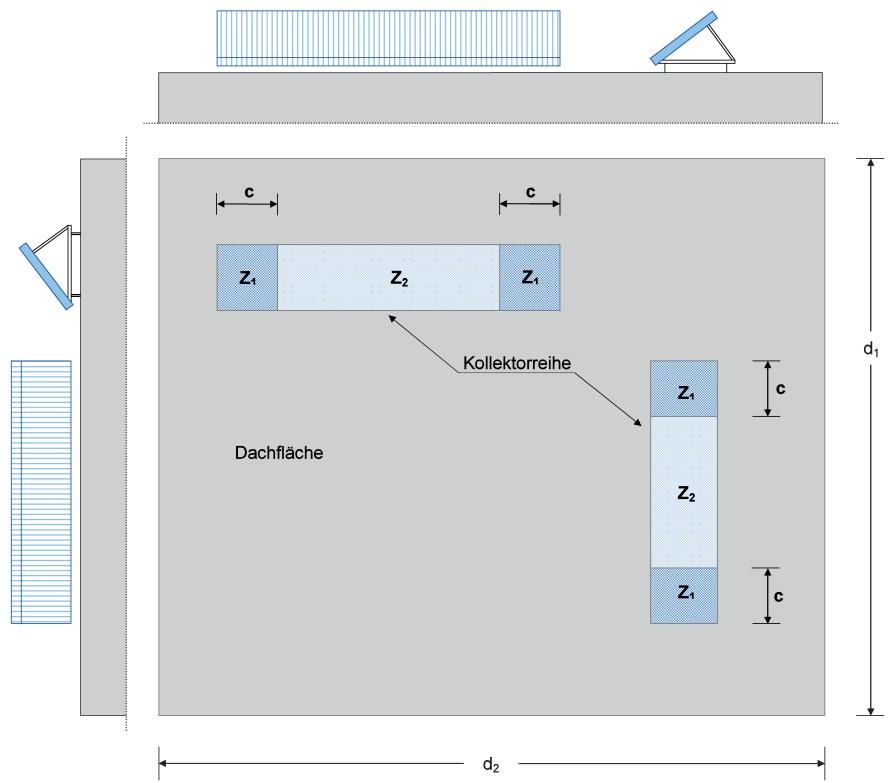 c
c
Z₁
Z₂
Z₁
Kollektorreihe
d₁
Z₁
c
Dachfläche
Z₂
Z₁
c
d₂